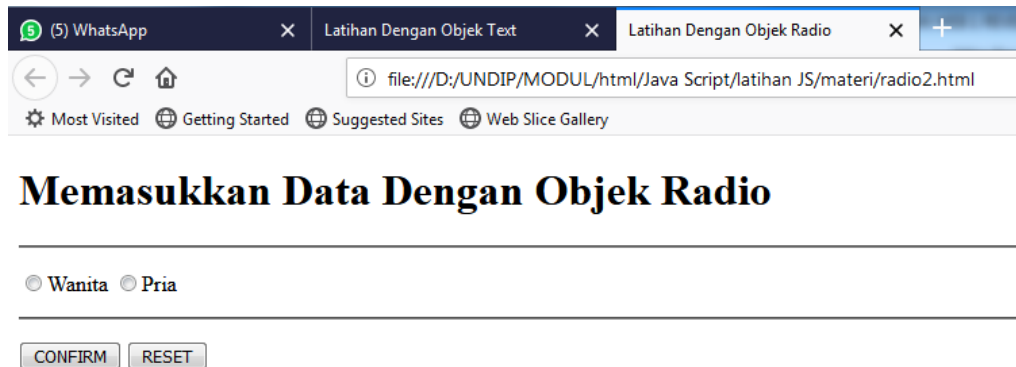 5 (5) WhatsApp Latihan Dengan Objek Text Latihan Dengan Objek Radio
file:///D:/UNDIP/MODUL/html/Java Script/latihan JS/materi/radio2.html
Most Visited Getting Started Suggested Sites Web Slice Gallery
Memasukkan Data Dengan Objek Radio
Wanita Pria
CONFIRM RESET